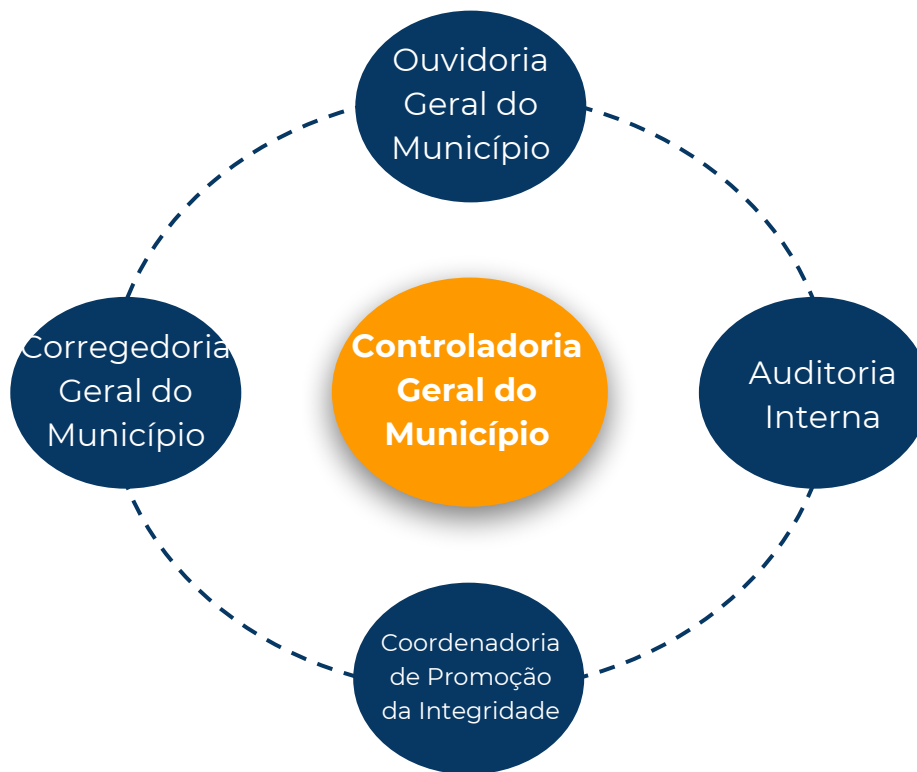 Ouvidoria
Geral do
Município
Corregedoria
Geral do
Município
Controladoria
Geral do
Município
Auditoria
Interna
Coordenadoria
de Promoção
da Integridade